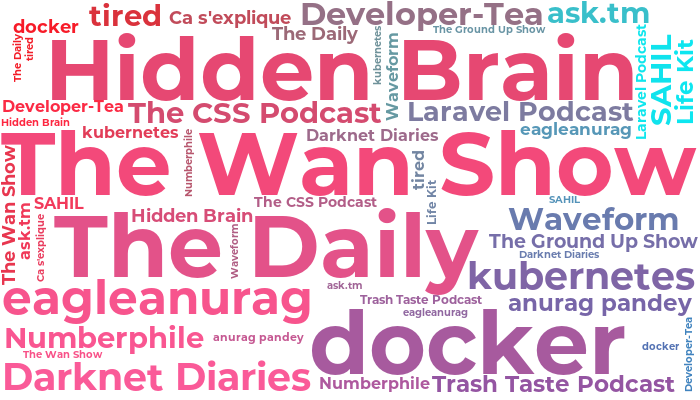 tired
Ca s'explique
Developer-Tea
ask.tm
docker
The Daily
The Ground Up Show
The Daily
tired
Hidden Brain
kubernetes
Waveform
Laravel Podcast
SAHIL
Life Kit
Developer-Tea
The CSS Podcast
Laravel Podcast
Hidden Brain
kubernetes
Numberphile
Darknet Diaries
eagleanurag
The Wan Show
The Wan Show
tired
Life Kit
SAHIL
ask.tm
Ca s'explique
Hidden Brain
The CSS Podcast
SAHIL
Waveform
The Daily
Waveform
The Ground Up Show
Darknet Diaries
kubernetes
ask.tm
eagleanurag
Trash Taste Podcast
eagleanurag
anurag pandey
Numberphile
anurag pandey
docker
docker
Developer-Tea
The Wan Show
Darknet Diaries
Numberphile
Trash Taste Podcast